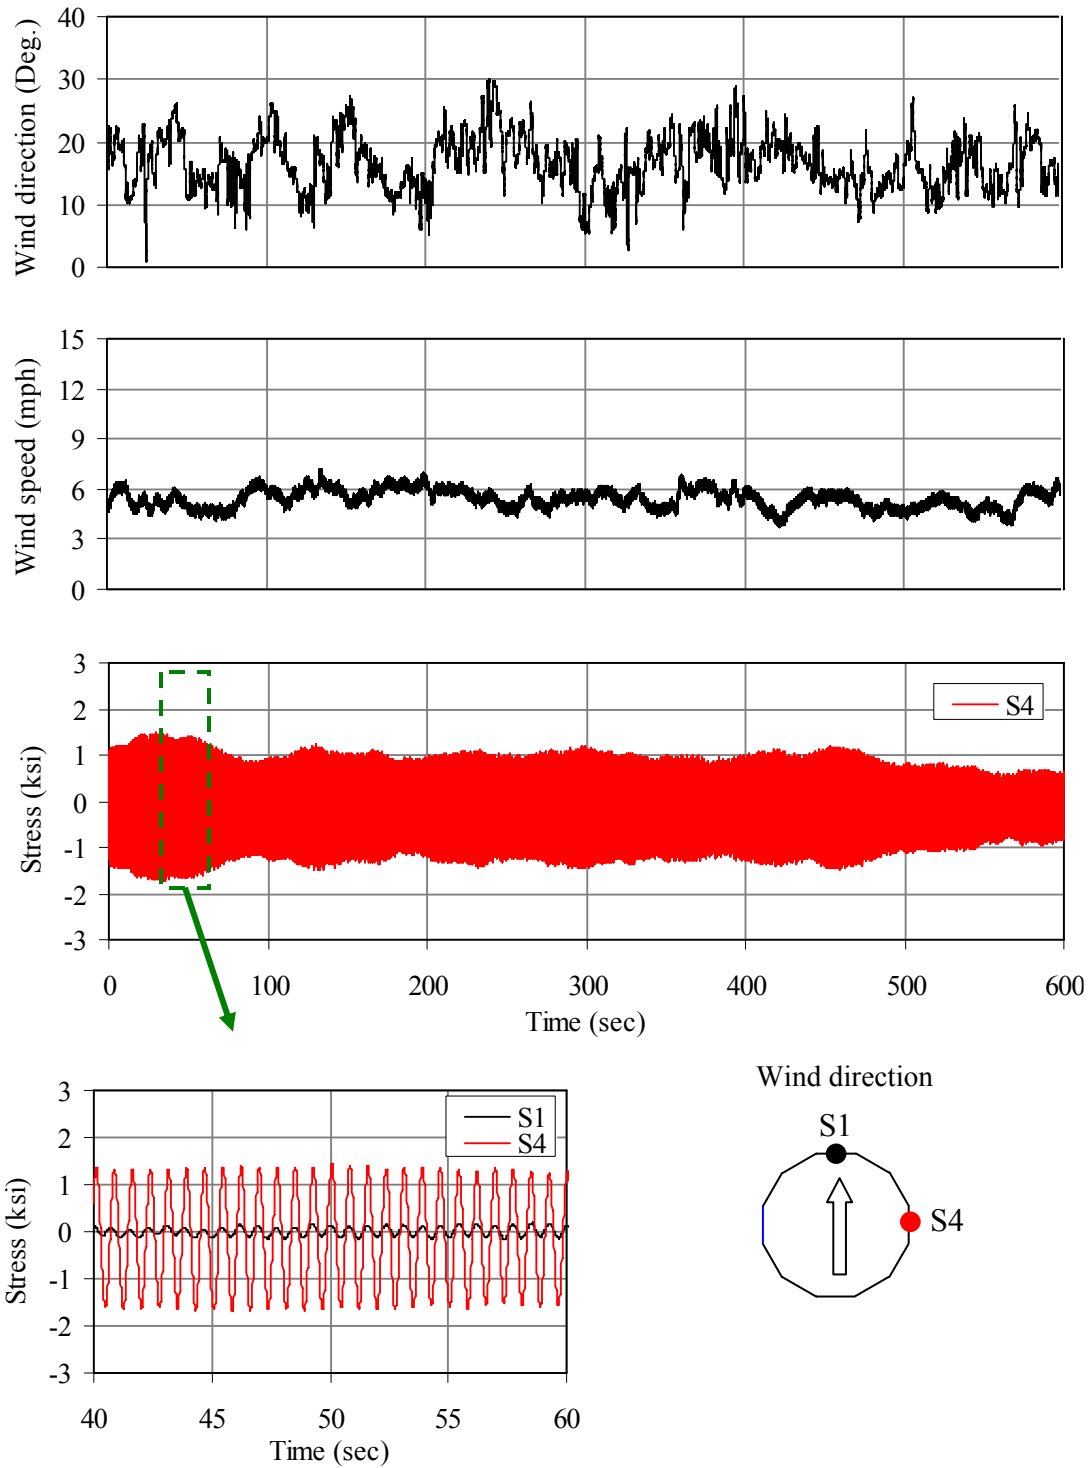 Wind direction (Deg.)
40
30
20
10
0
Wind speed (mph)
15
12
9
6
3
0
Stress (ksi)
3
2
1
0
-1
-2
-3
S4
0 100 200 300 400 500 600
Time (sec)
Stress (ksi)
3
2
1
0
-1
-2
-3
S1
S4
40 45 50 55 60
Time (sec)
Wind direction
S1
S4